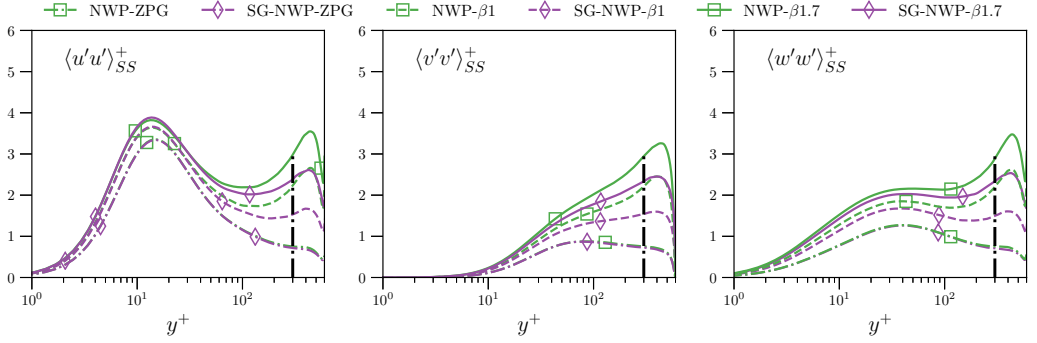 NWP-ZPG SG-NWP-ZPG NWP-β1 SG-NWP-β1 NWP-β1.7 SG-NWP-β1.7
6 6 6
⟨u′u′⟩⁺_SS ⟨v′v′⟩⁺_SS ⟨w′w′⟩⁺_SS
5 5 5
4 4 4
3 3 3
2 2 2
1 1 1
0 0 0
10⁰ 10¹ 10² 10⁰ 10¹ 10² 10⁰ 10¹ 10²
y⁺ y⁺ y⁺